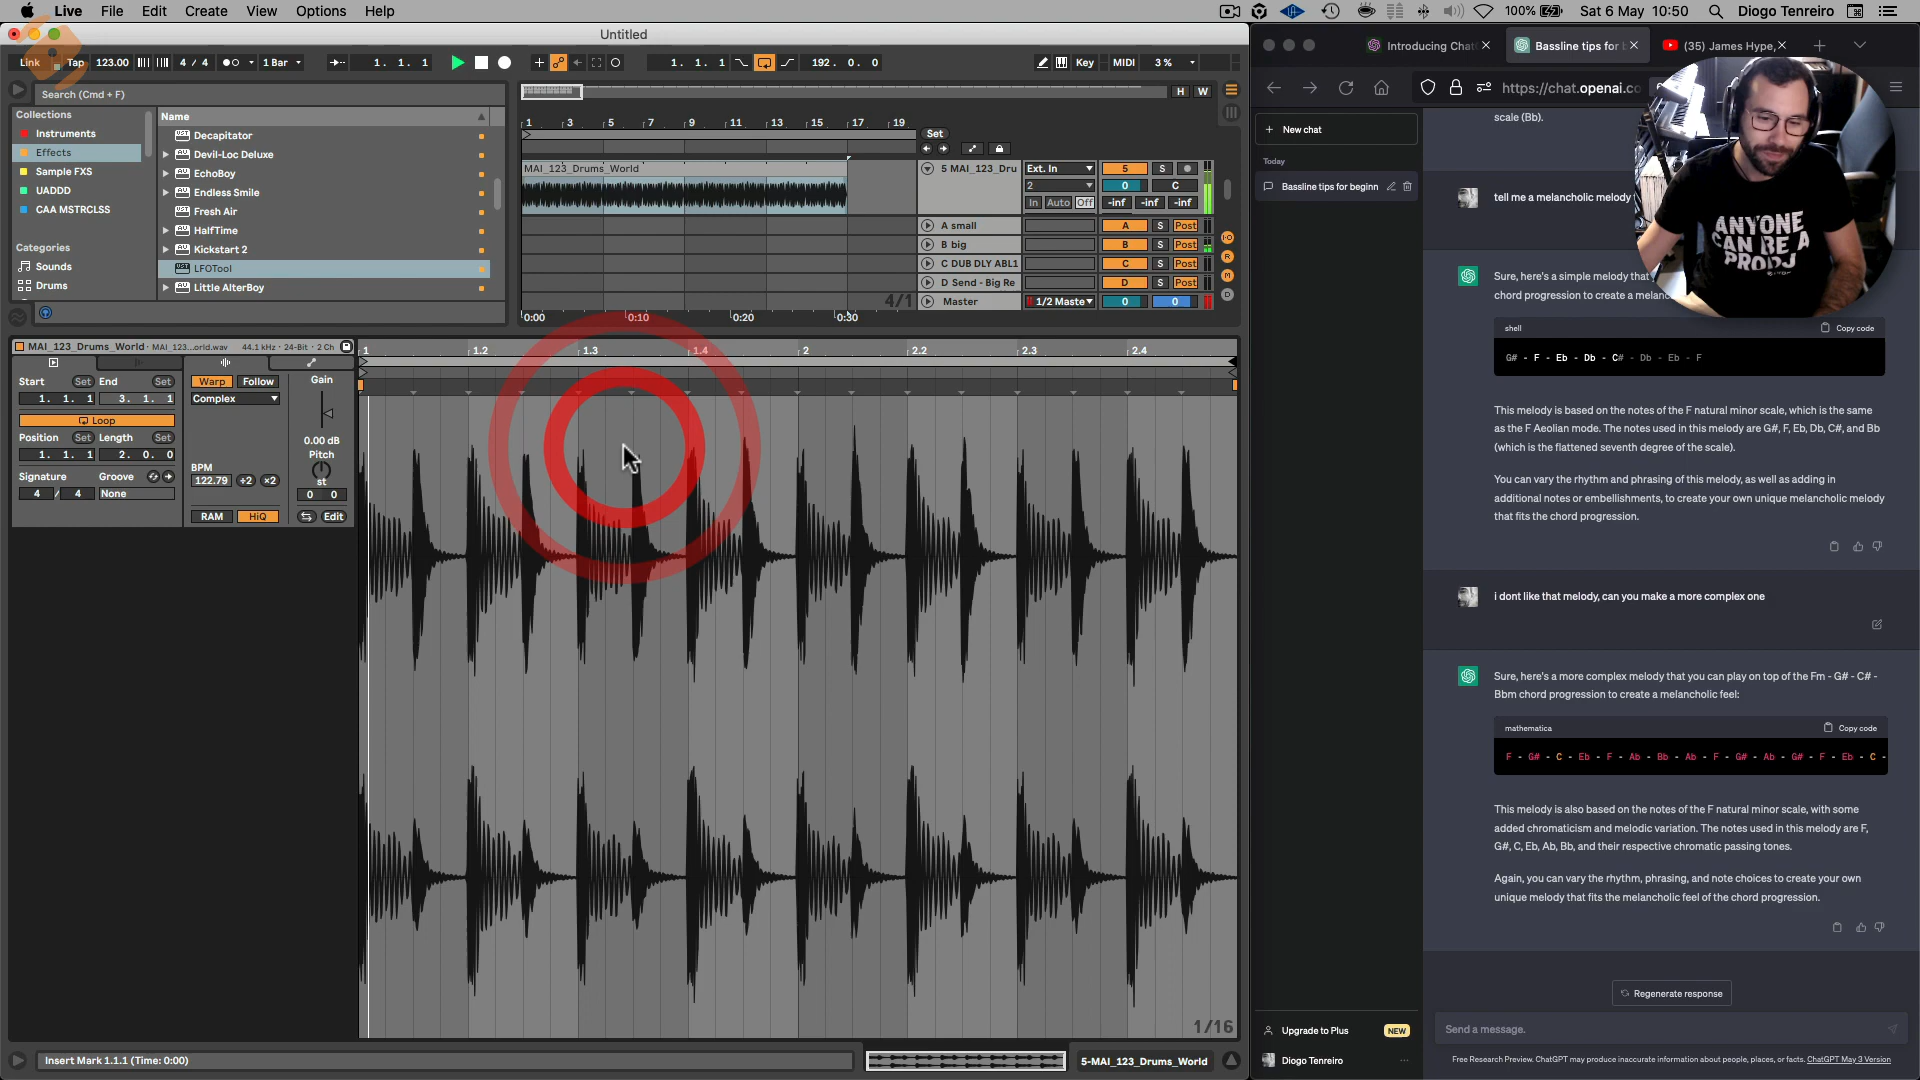 Live File Edit Create View Options Help
100% Sat 6 May 10:50 Diogo Tenreiro
Untitled
Link Tap 123.00 4 / 4 1 Bar 1. 1. 1 1. 1. 1 192. 0. 0 Key MIDI 3 %
Search (Cmd + F)
Collections
Instruments
Effects
Sample FXS
UADDD
CAA MSTRCLSS
Categories
Sounds
Drums
Name
Decapitator
Devil-Loc Deluxe
EchoBoy
Endless Smile
Fresh Air
HalfTime
Kickstart 2
LFOTool
Little AlterBoy
H W
1 3 5 7 9 11 13 15 17 19
Set
MAI_123_Drums_World
5 MAI_123_Dru Ext. In 5 S
2 0 C
In Auto Off -inf -inf -inf
A small A S Post
B big B S Post
C DUB DLY ABL1 C S Post
D Send - Big Re D S Post
4/1 Master 1/2 Maste 0 0
0:00 0:10 0:20 0:30
MAI_123_Drums_World - MAI_123...orld.wav 44.1 kHz - 24-Bit - 2 Ch
Start Set End Set
1. 1. 1 3. 1. 1
Loop
Position Set Length Set
1. 1. 1 2. 0. 0
Signature Groove
4 / 4 None
Warp Follow
Complex
BPM
122.79 ÷2 ×2
RAM HiQ
Gain
0.00 dB
Pitch
st
0 0
Edit
1 1.2 1.3 1.4 2 2.2 2.3 2.4
1/16
Insert Mark 1.1.1 (Time: 0:00)
5-MAI_123_Drums_World
Introducing Chat
Bassline tips for b
(35) James Hype,
https://chat.openai.co
New chat
Today
Bassline tips for beginn
scale (Bb).
tell me a melancholic melody
Sure, here's a simple melody that
chord progression to create a melanc
shell Copy code
G# - F - Eb - Db - C# - Db - Eb - F
This melody is based on the notes of the F natural minor scale, which is the same
as the F Aeolian mode. The notes used in this melody are G#, F, Eb, Db, C#, and Bb
(which is the flattened seventh degree of the scale).
You can vary the rhythm and phrasing of this melody, as well as adding in
additional notes or embellishments, to create your own unique melancholic melody
that fits the chord progression.
i dont like that melody, can you make a more complex one
Sure, here's a more complex melody that you can play on top of the Fm - G# - C# -
Bbm chord progression to create a melancholic feel:
mathematica Copy code
F - G# - C - Eb - F - Ab - Bb - Ab - F - G# - Ab - G# - F - Eb - C -
This melody is also based on the notes of the F natural minor scale, with some
added chromaticism and melodic variation. The notes used in this melody are F,
G#, C, Eb, Ab, Bb, and their respective chromatic passing tones.
Again, you can vary the rhythm, phrasing, and note choices to create your own
unique melody that fits the melancholic feel of the chord progression.
Regenerate response
Send a message.
Free Research Preview. ChatGPT may produce inaccurate information about people, places, or facts. ChatGPT May 3 Version
Upgrade to Plus NEW
Diogo Tenreiro
ANYONE
CAN BE A
PRODJ